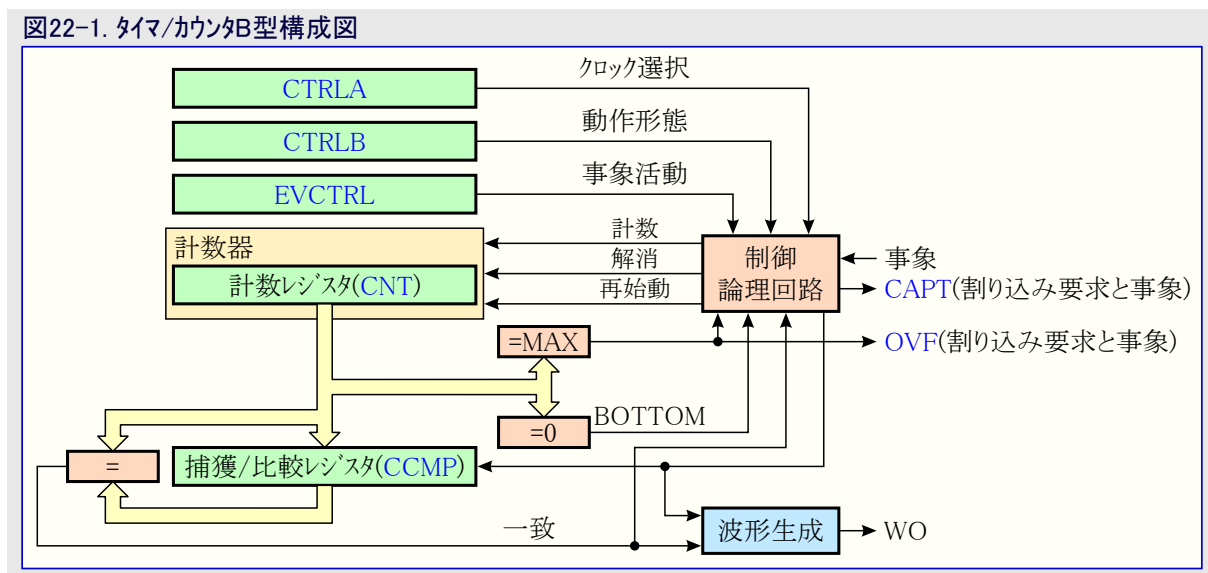 図22-1. タイマ/カウンタB型構成図
CTRLA
クロック選択
CTRLB
動作形態
EVCTRL
事象活動
計数器
計数レジスタ(CNT)
計数
解消
再始動
制御
論理回路
事象
CAPT(割り込み要求と事象)
OVF(割り込み要求と事象)
=MAX
=0
BOTTOM
=
捕獲/比較レジスタ(CCMP)
一致
波形生成
WO